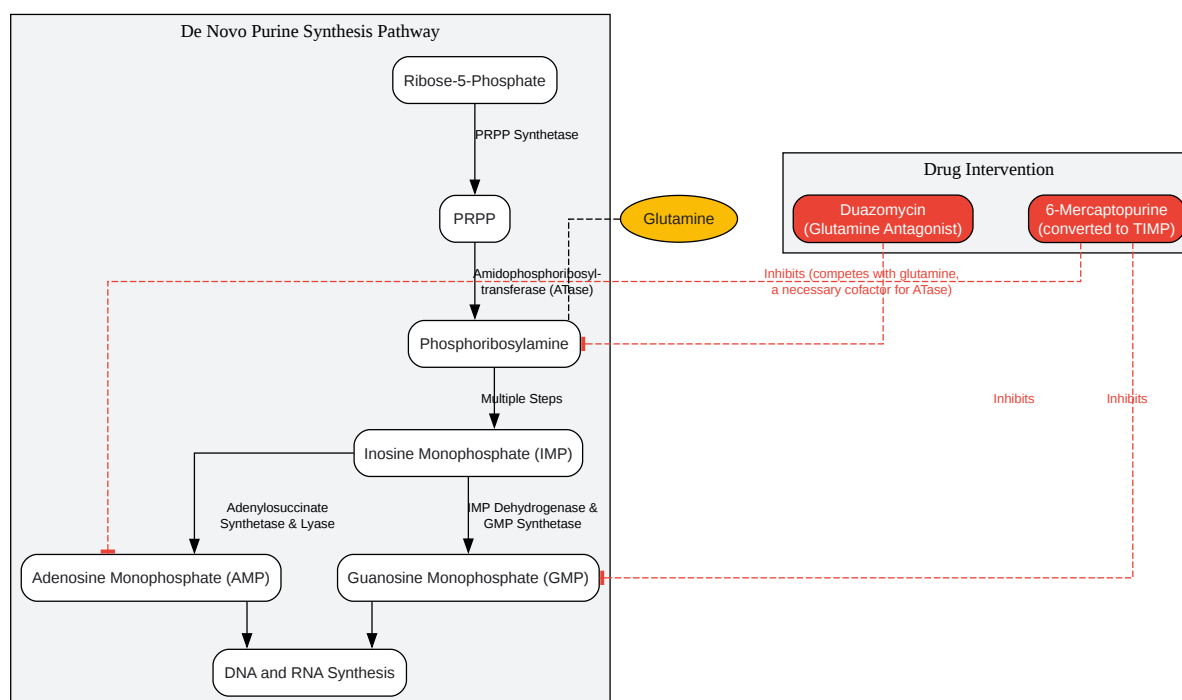 De Novo Purine Synthesis Pathway
Ribose-5-Phosphate
PRPP Synthetase
Drug Intervention
PRPP
Glutamine
Duazomycin
(Glutamine Antagonist)
6-Mercaptopurine
(converted to TIMP)
Amidophosphoribosyl-
transferase (ATase)
Inhibits (competes with glutamine,
a necessary cofactor for ATase)
Phosphoribosylamine
Multiple Steps
Inhibits
Inhibits
Inosine Monophosphate (IMP)
Adenylosuccinate
Synthetase & Lyase
IMP Dehydrogenase &
GMP Synthetase
Adenosine Monophosphate (AMP)
Guanosine Monophosphate (GMP)
DNA and RNA Synthesis